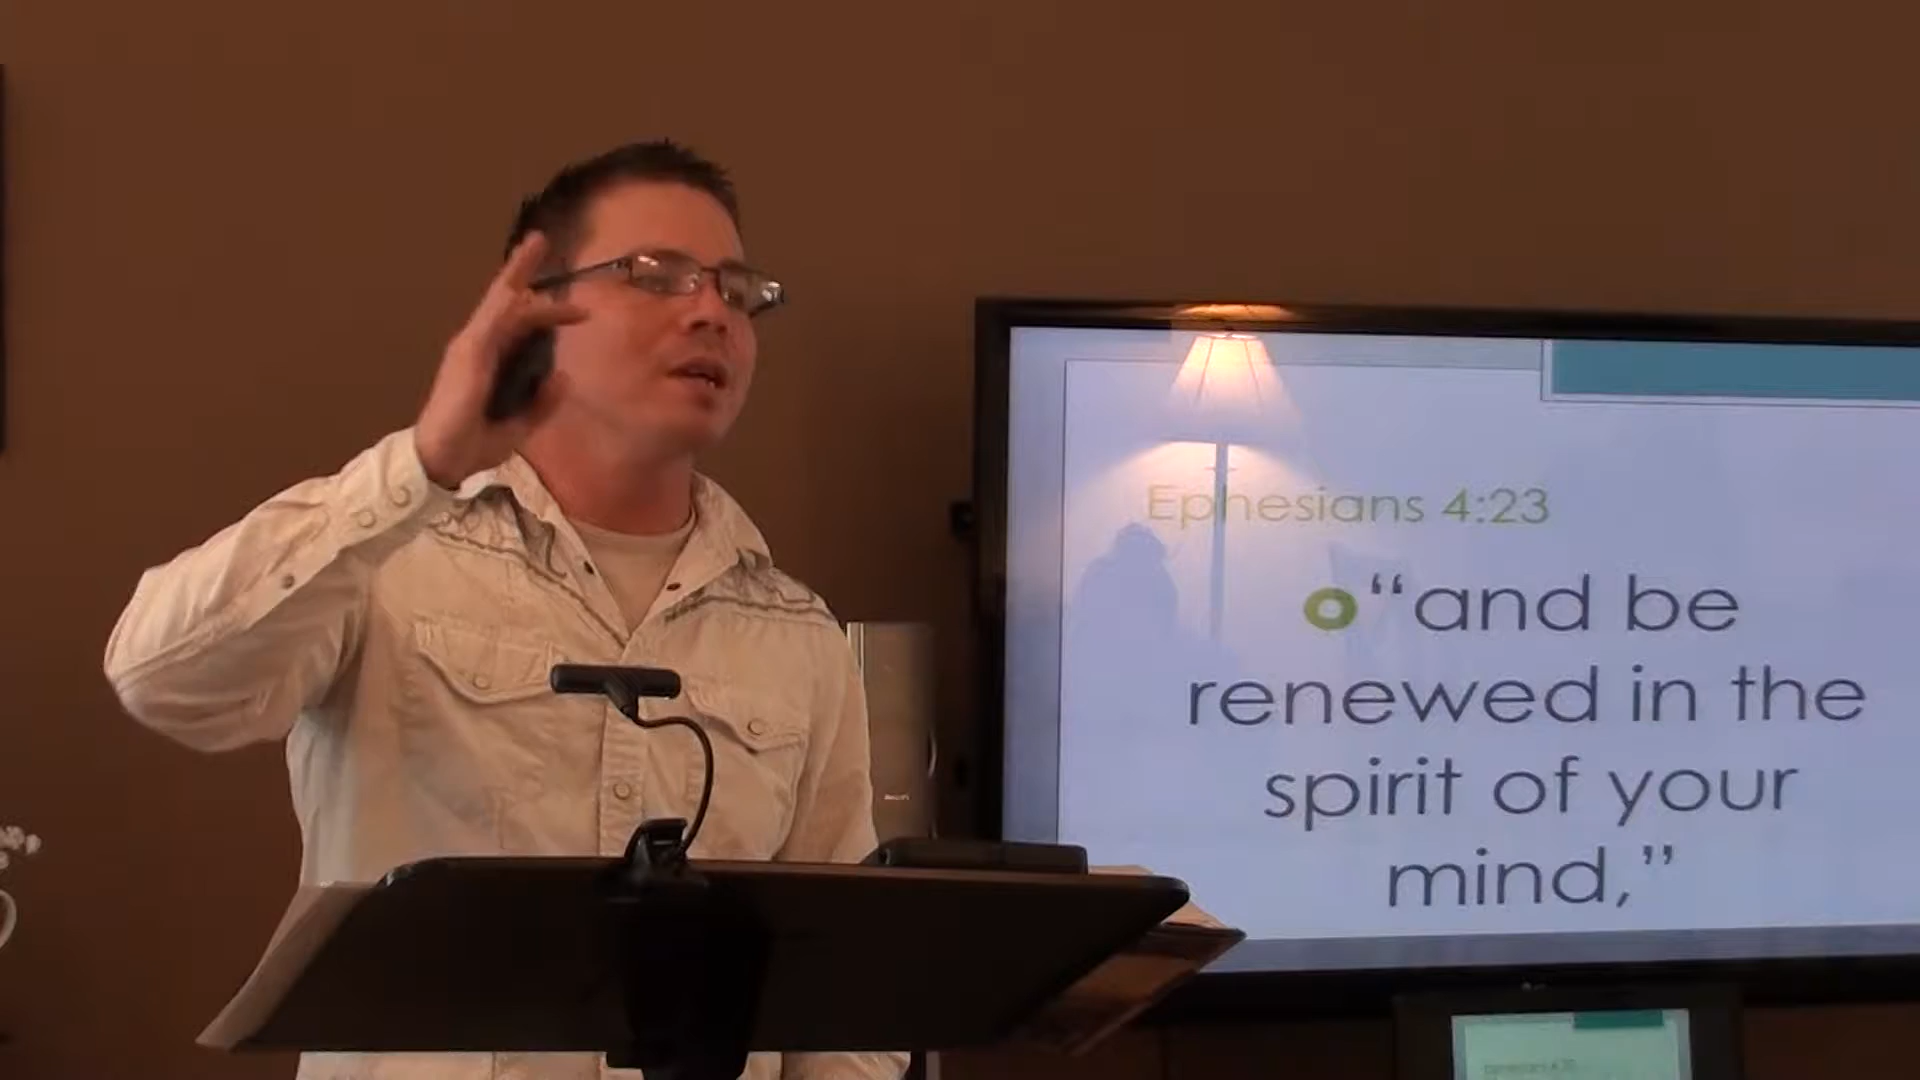 Ephesians 4:23
“and be
renewed in the
spirit of your
mind,”